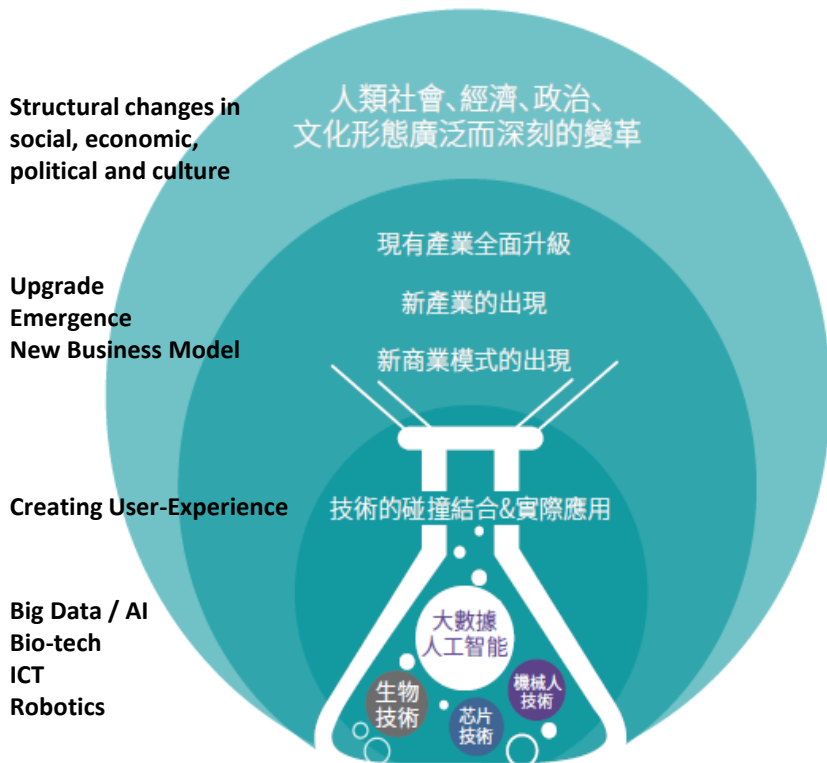 Structural changes in
social, economic,
political and culture
人類社會、經濟、政治、
文化形態廣泛而深刻的變革
現有產業全面升級
新產業的出現
新商業模式的出現
Upgrade
Emergence
New Business Model
Creating User-Experience
技術的碰撞結合&實際應用
Big Data / AI
Bio-tech
ICT
Robotics
大數據
人工智能
生物
技術
芯片
技術
機械人
技術